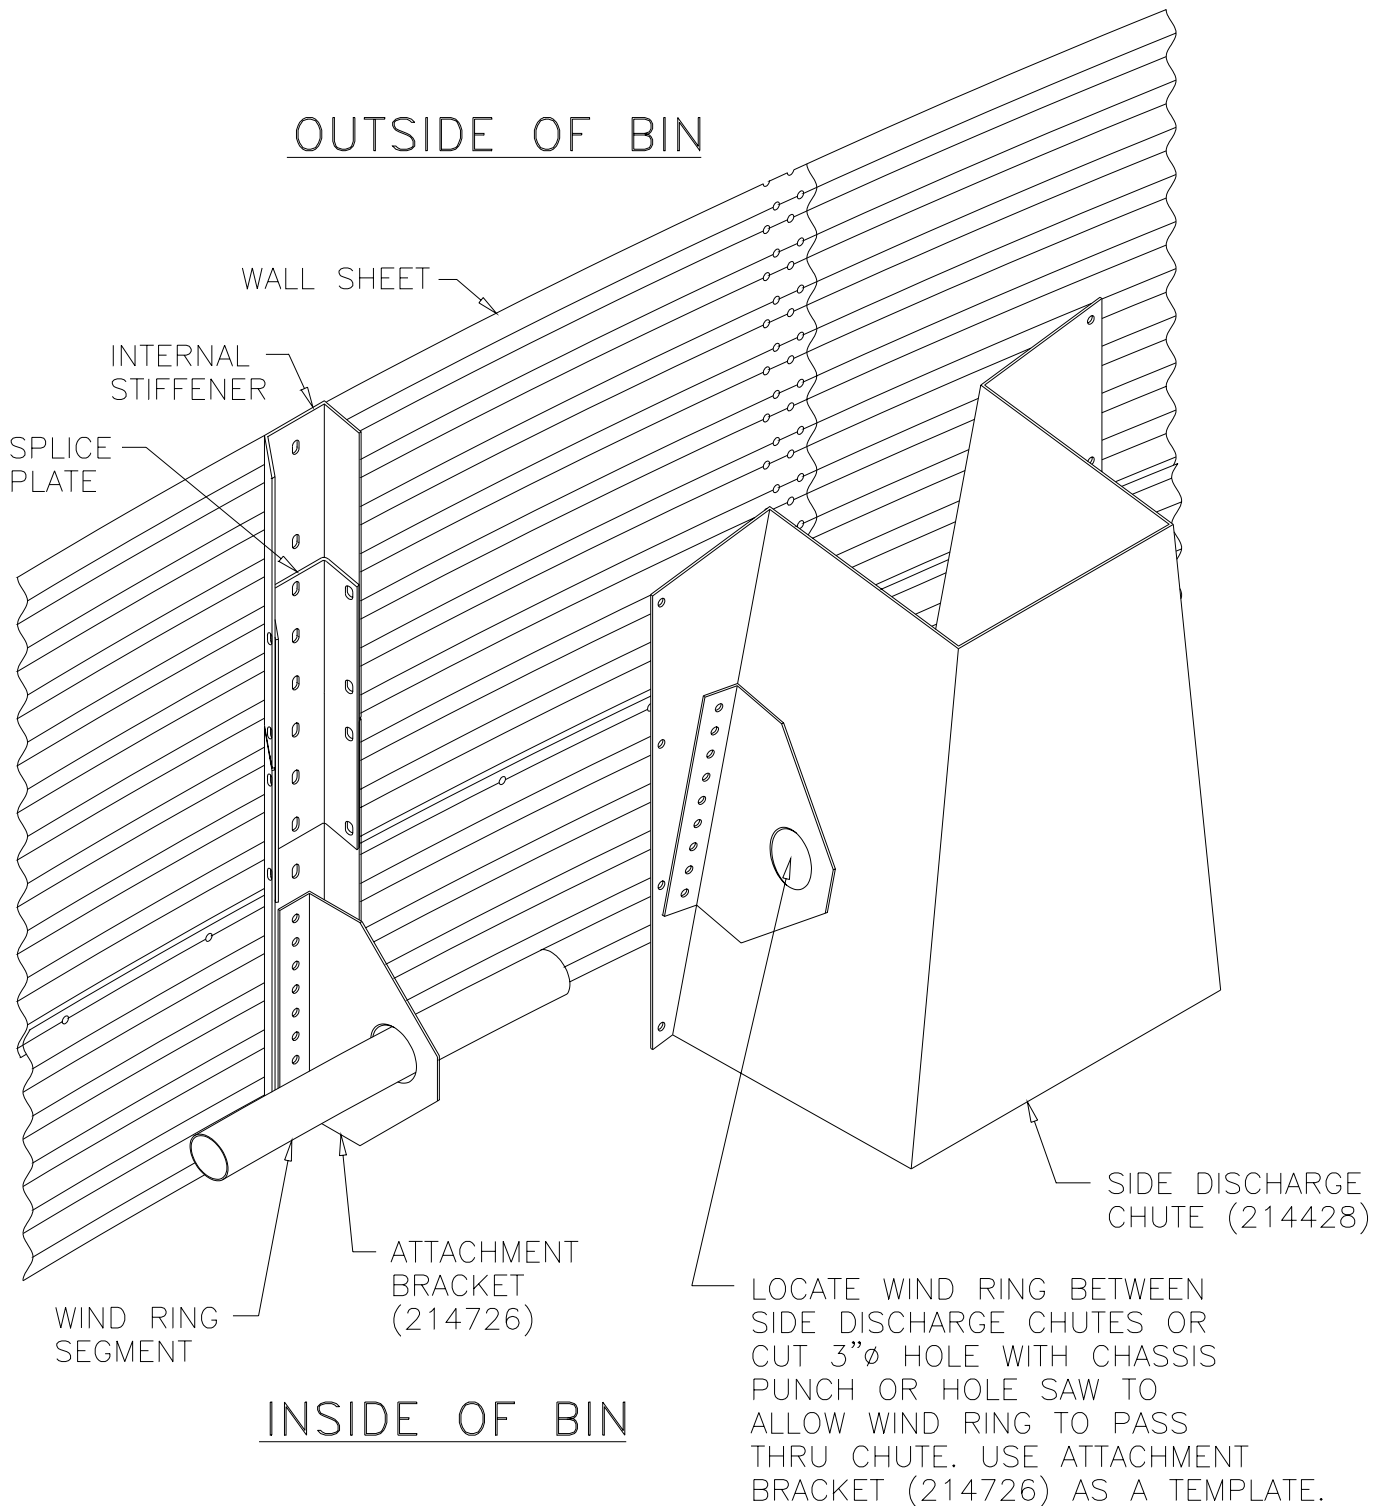 OUTSIDE OF BIN
WALL SHEET
INTERNAL
STIFFENER
SPLICE
PLATE
SIDE DISCHARGE
CHUTE (214428)
ATTACHMENT
BRACKET
(214726)
WIND RING
SEGMENT
LOCATE WIND RING BETWEEN
SIDE DISCHARGE CHUTES OR
CUT 3”ø HOLE WITH CHASSIS
PUNCH OR HOLE SAW TO
ALLOW WIND RING TO PASS
THRU CHUTE. USE ATTACHMENT
BRACKET (214726) AS A TEMPLATE.
INSIDE OF BIN